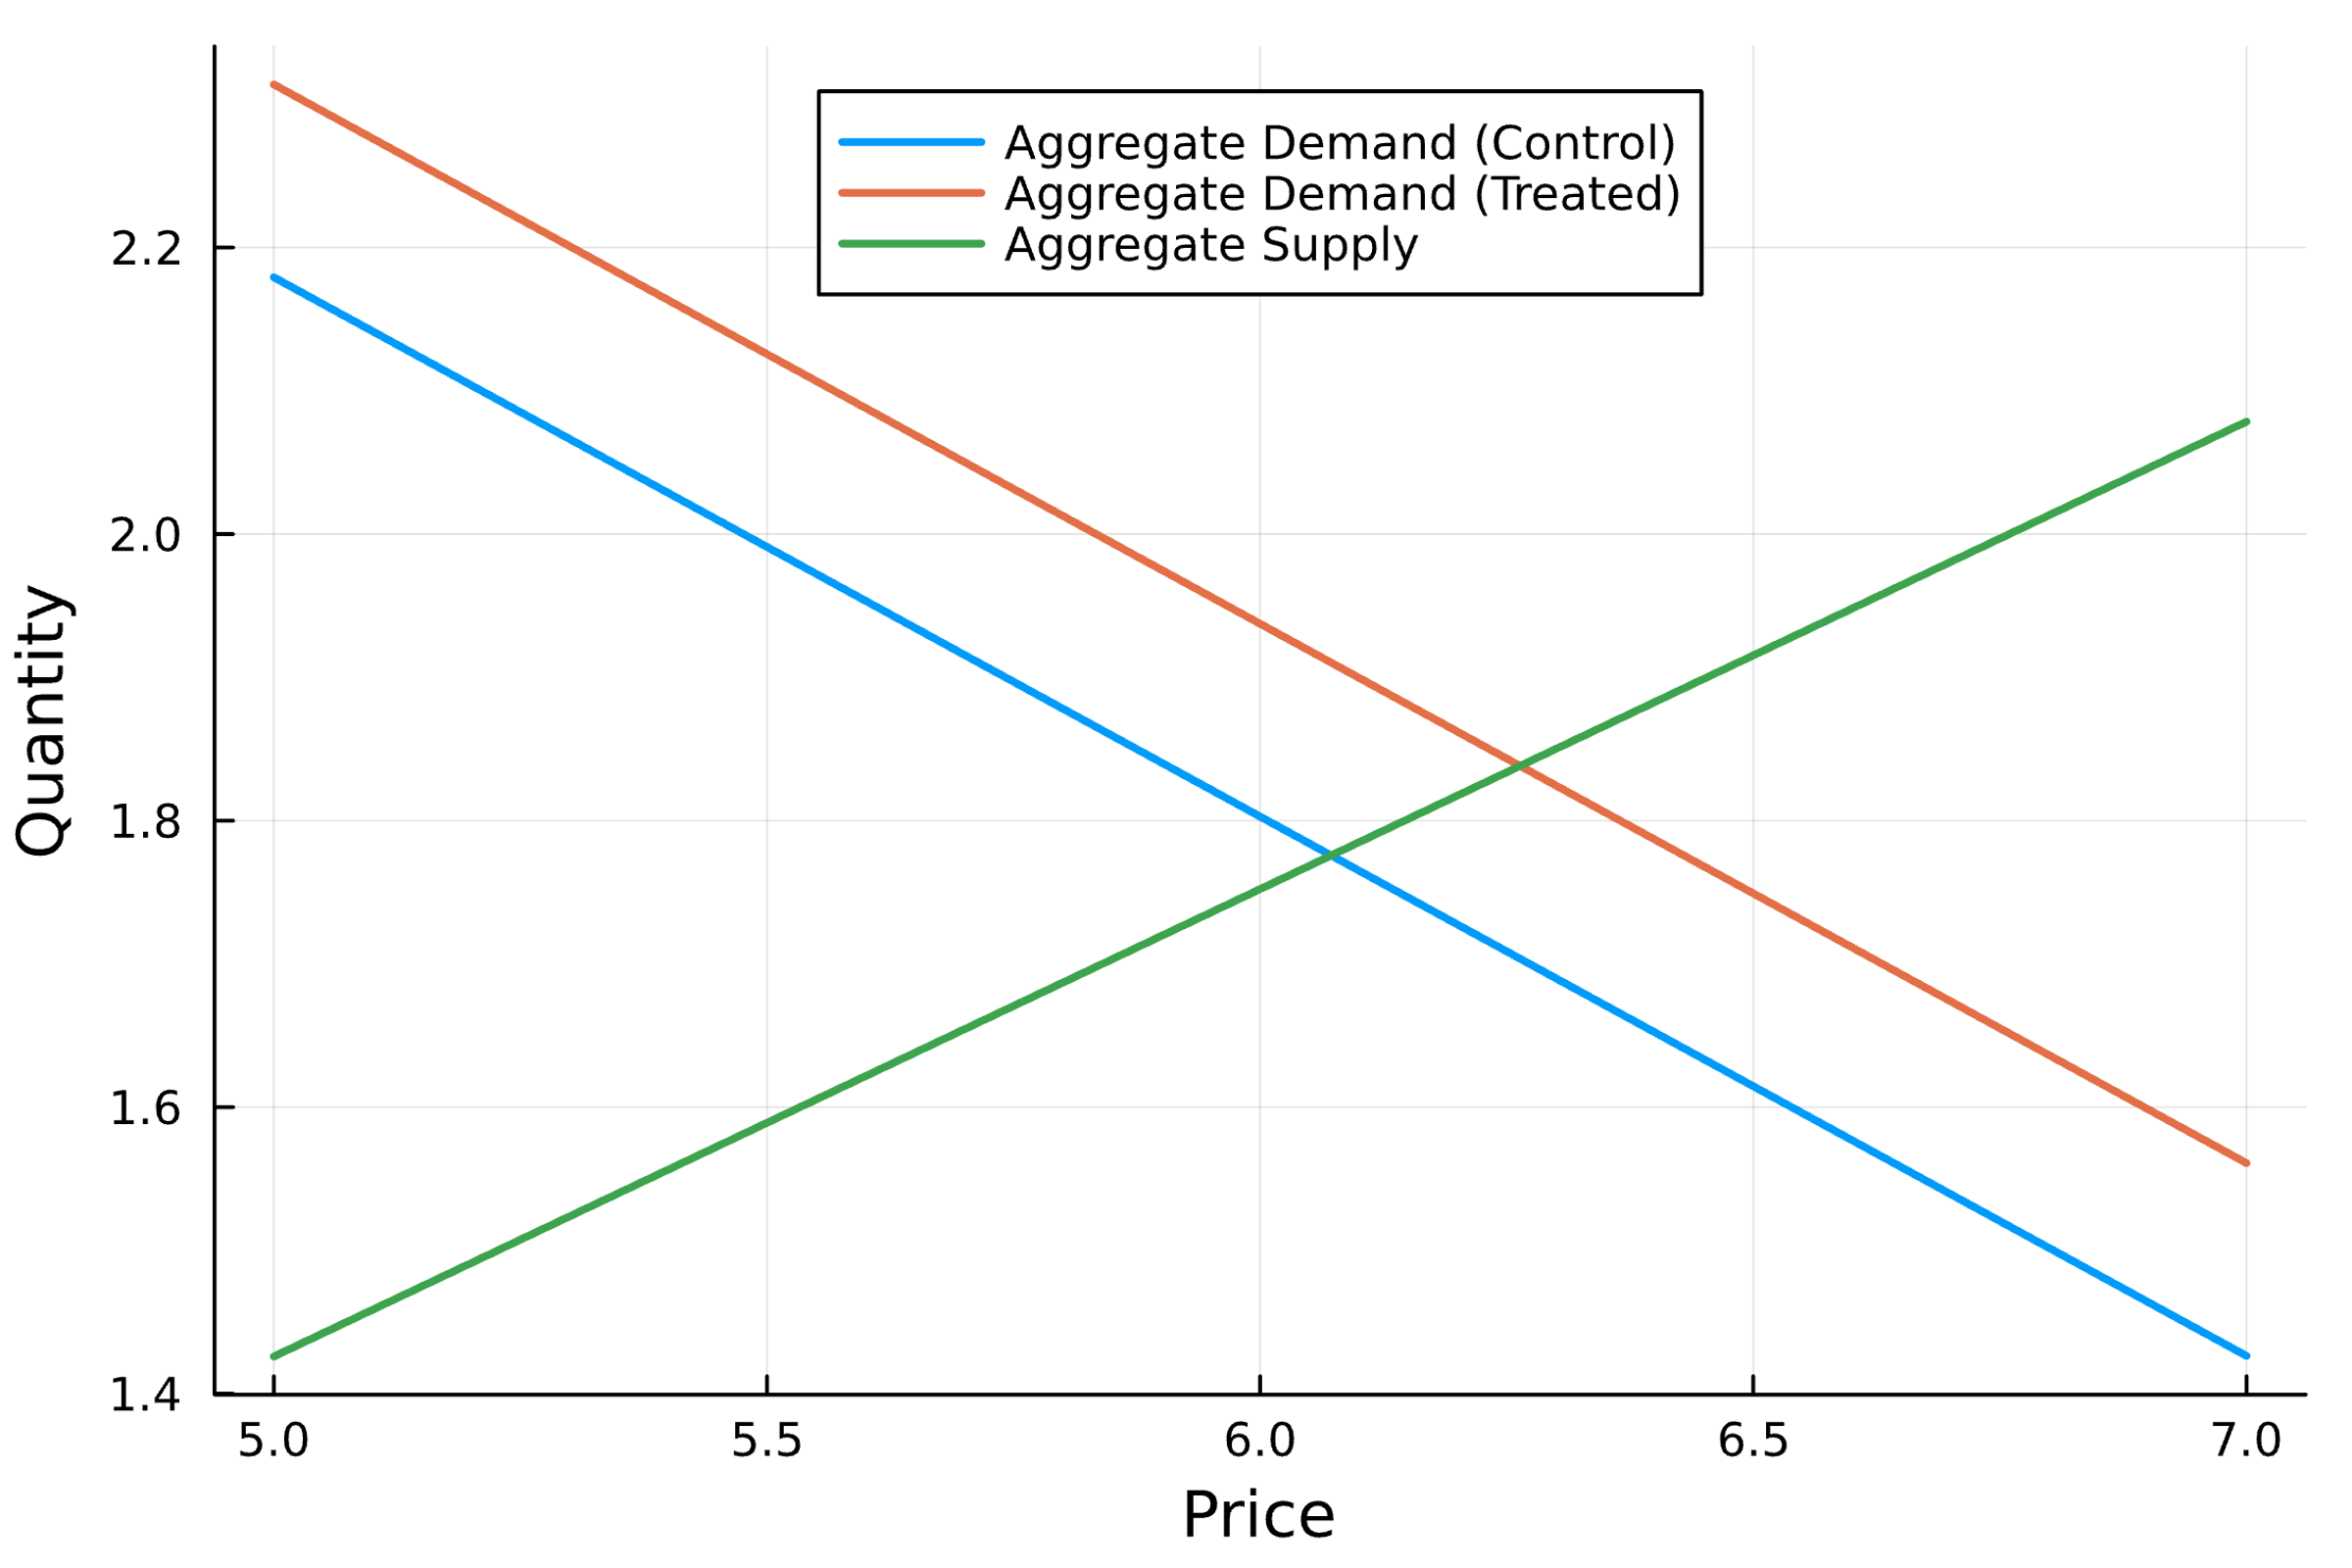 Aggregate Demand (Control)
Aggregate Demand (Treated)
Aggregate Supply
2.2
2.0
1.8
1.6
1.4
Quantity
5.0 5.5 6.0 6.5 7.0
Price